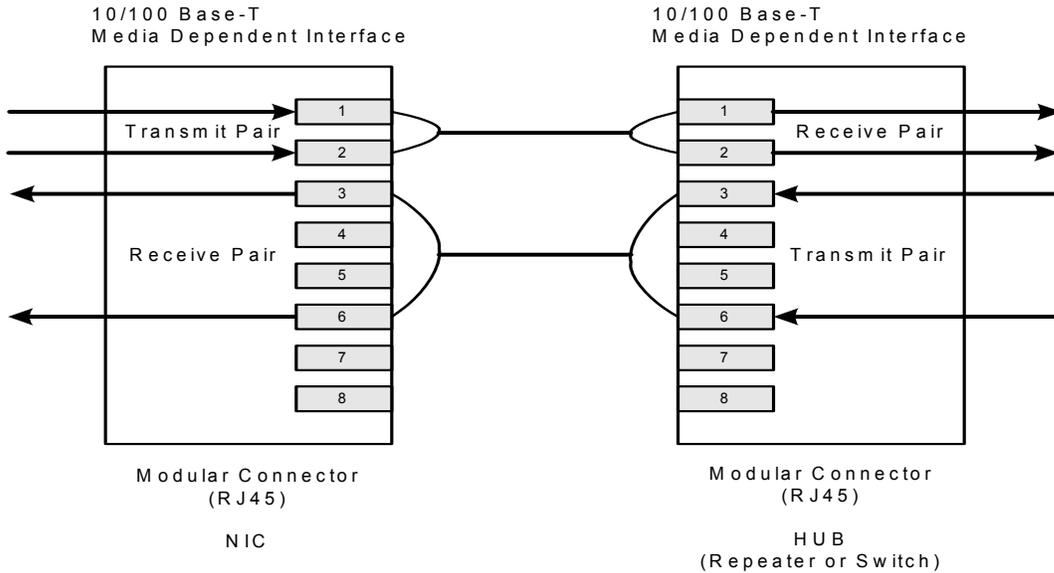 10/100 Base-T
Media Dependent Interface
1
Transmit Pair
2
3
4
Receive Pair
5
6
7
8
Modular Connector
(RJ45)
NIC
10/100 Base-T
Media Dependent Interface
1
Receive Pair
2
3
4
Transmit Pair
5
6
7
8
Modular Connector
(RJ45)
HUB
(Repeater or Switch)